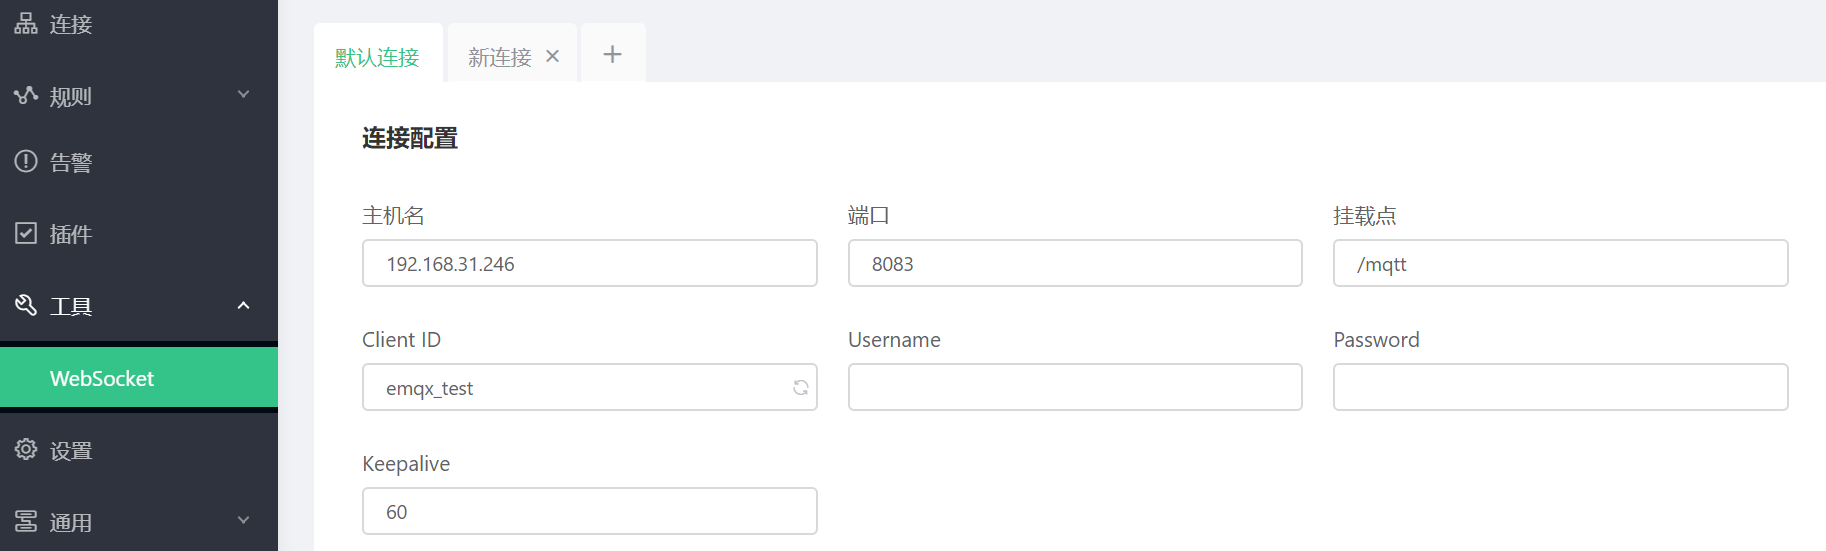 连接
规则
告警
插件
工具
WebSocket
设置
通用
默认连接
新连接
连接配置
主机名
端口
挂载点
192.168.31.246
8083
/mqtt
Client ID
Username
Password
emqx_test
Keepalive
60